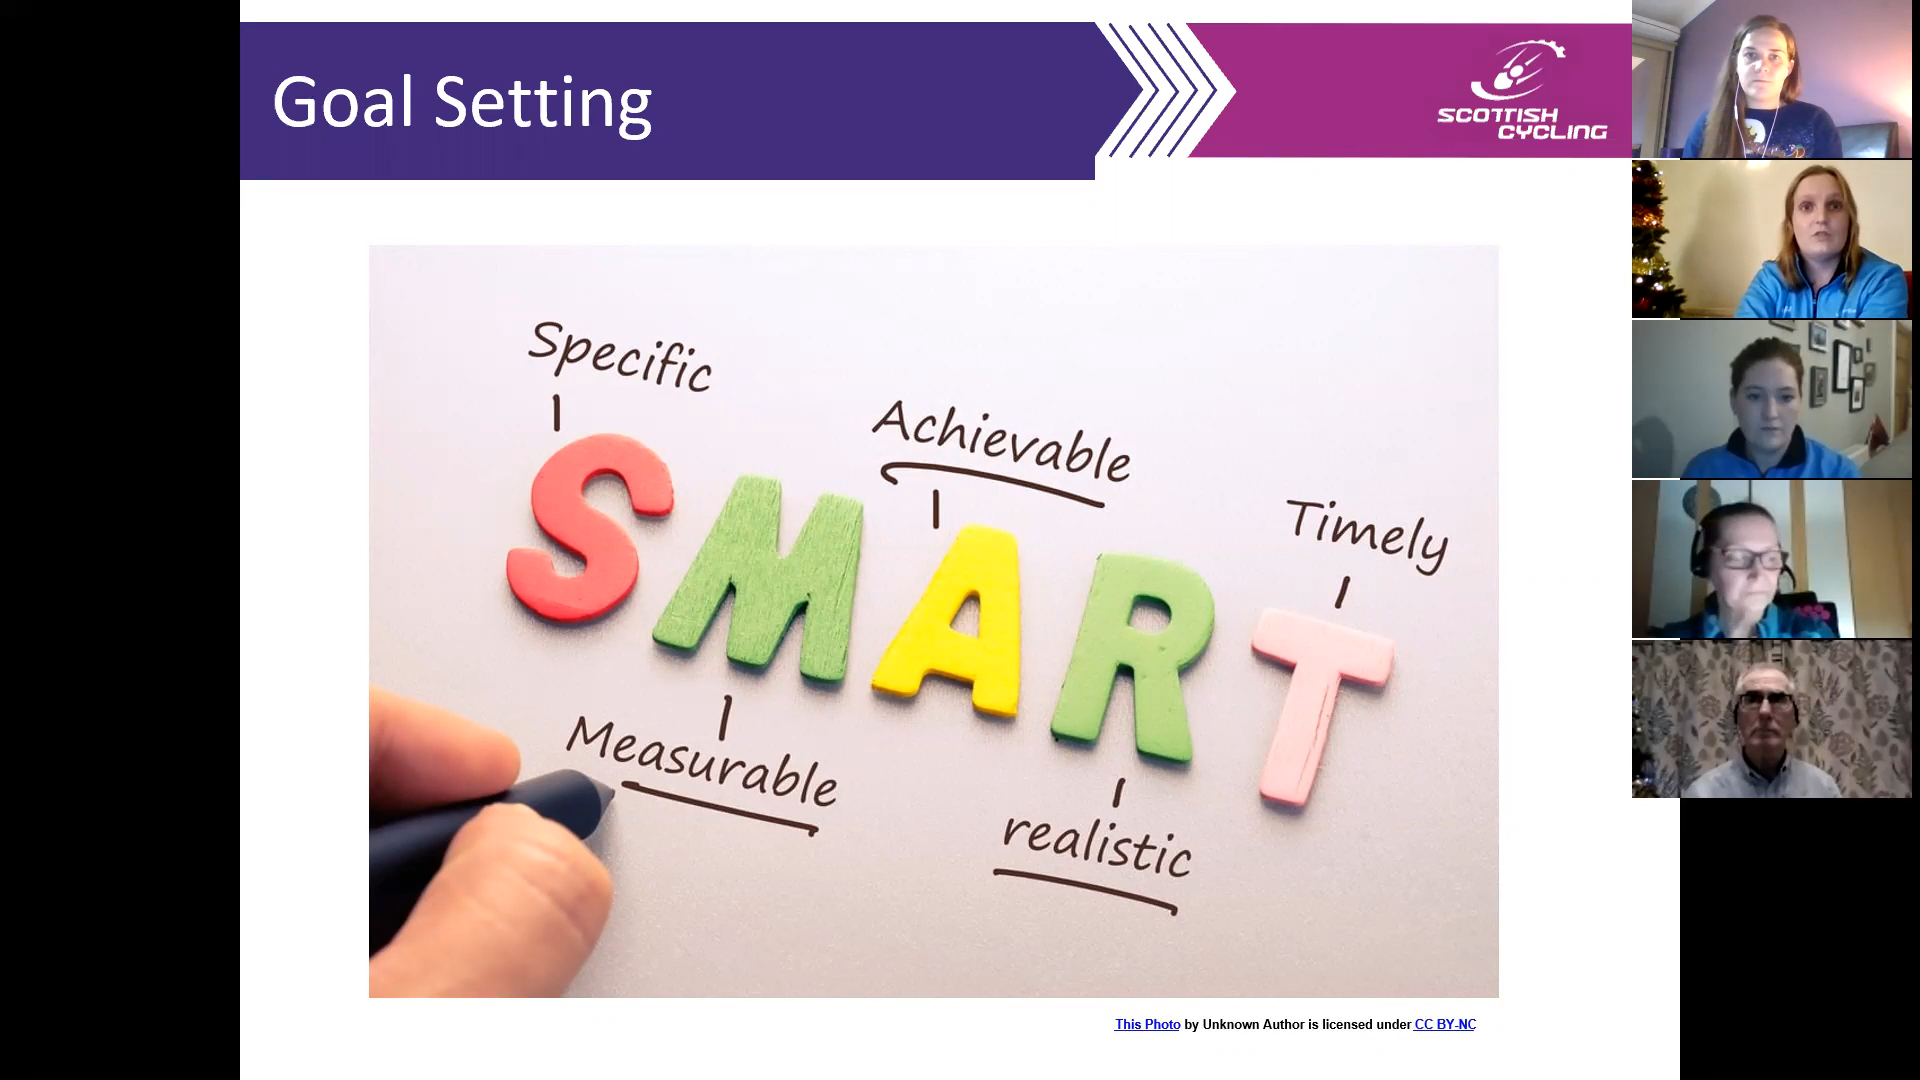 Goal Setting
SCOTTISH
CYCLING
Specific
Achievable
Timely
SMART
Measurable
realistic
This Photo by Unknown Author is licensed under CC BY-NC